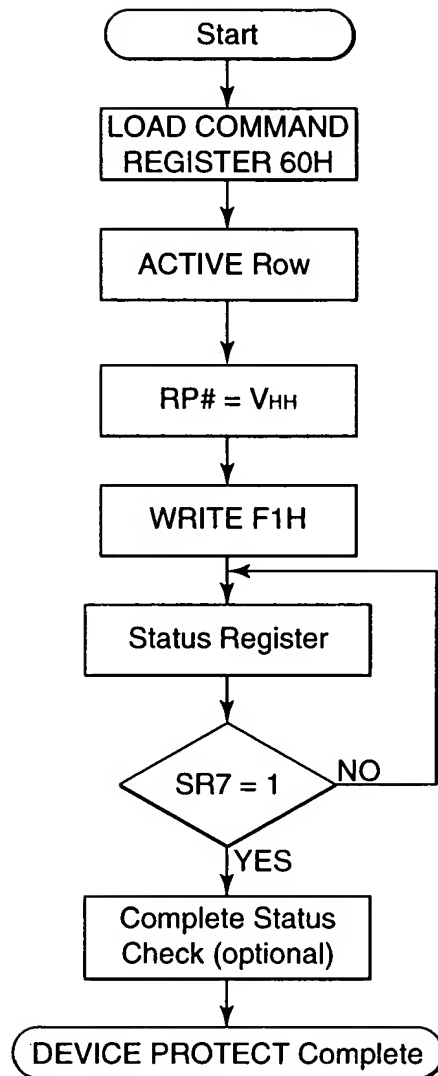 Start
LOAD COMMAND
REGISTER 60H
ACTIVE Row
RP# = VHH
WRITE F1H
Status Register
SR7 = 1
NO
YES
Complete Status
Check (optional)
DEVICE PROTECT Complete